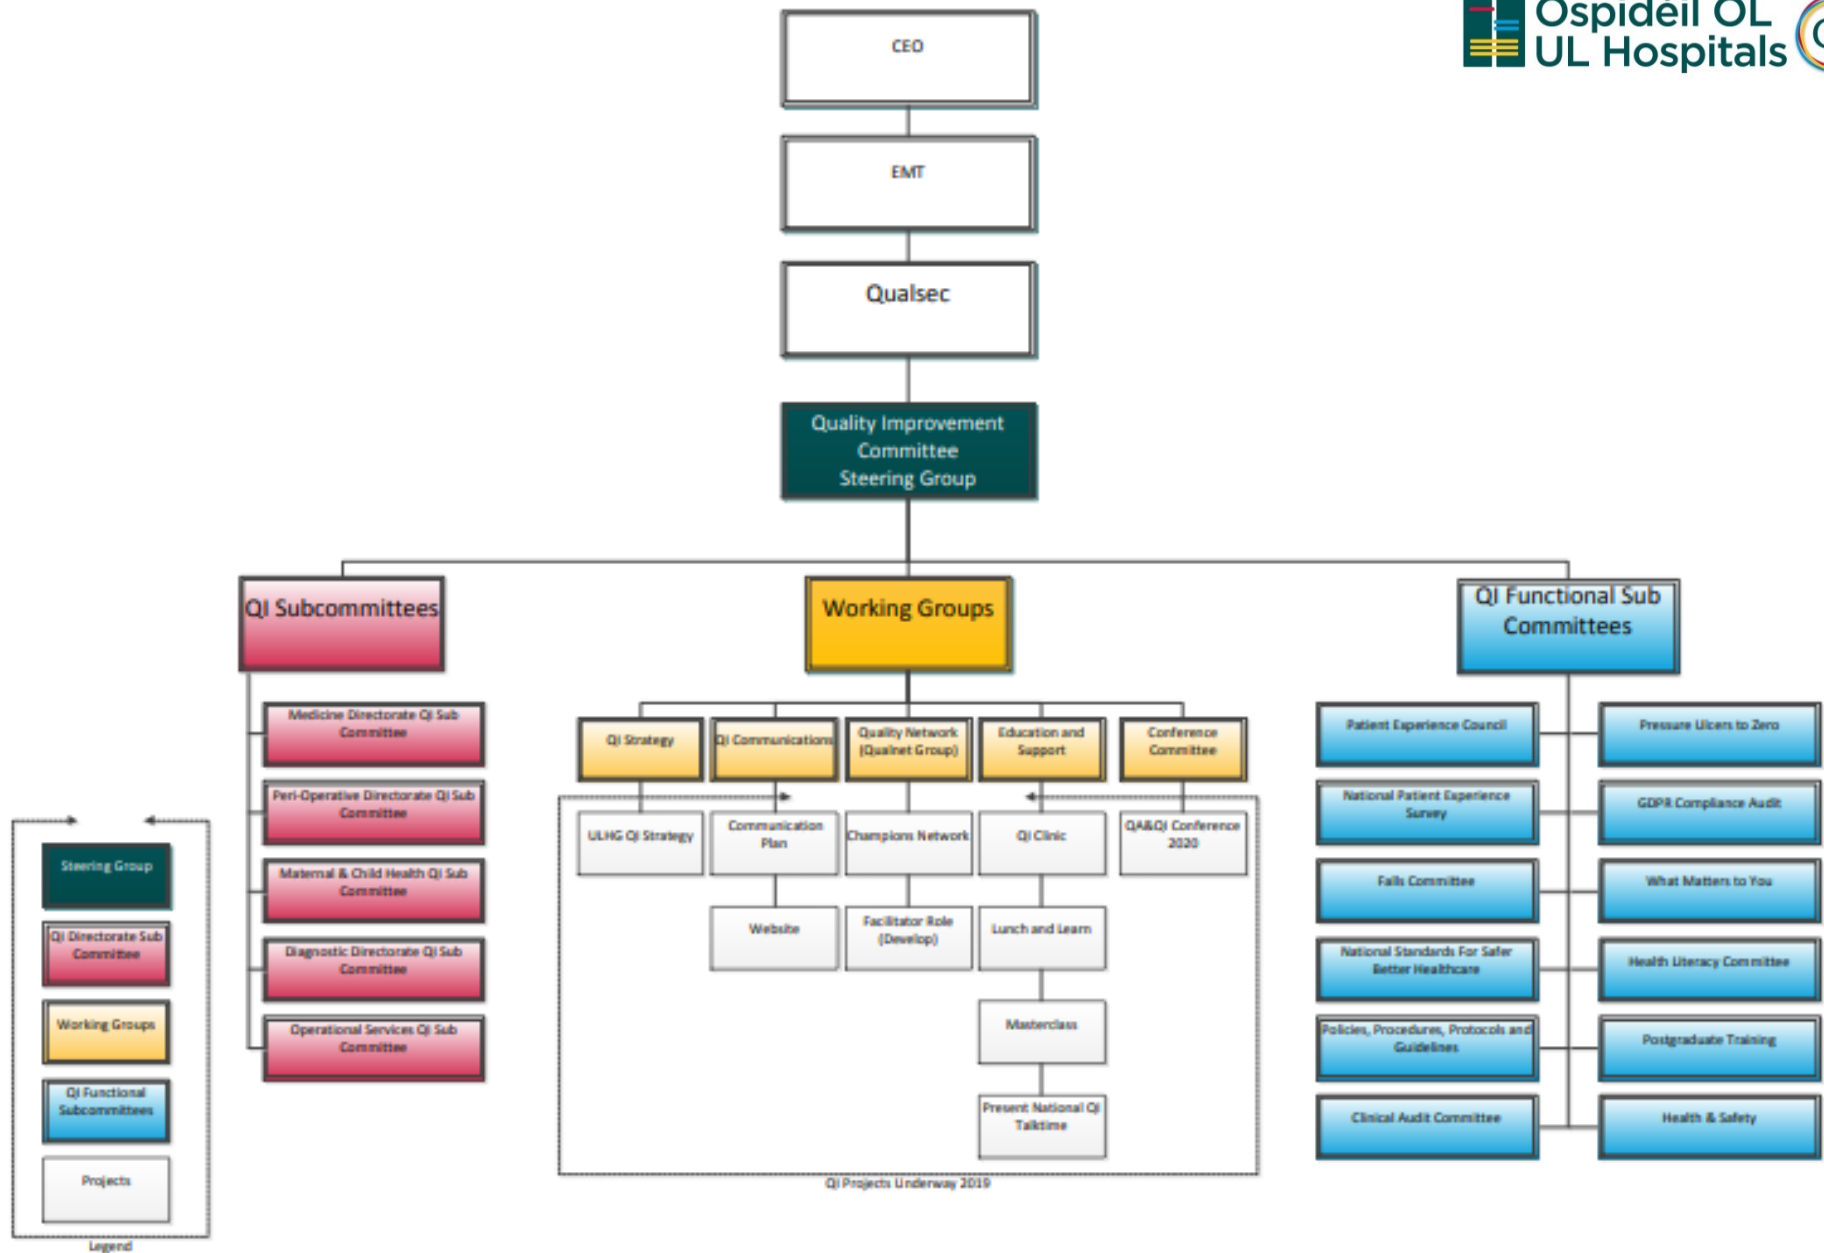 Ospidéil OL
UL Hospitals
CEO
EMT
Qualsec
Quality Improvement
Committee
Steering Group
QI Subcommittees
Working Groups
QI Functional Sub
Committees
Medicine Directorate QI Sub
Committee
Peri-Operative Directorate QI Sub
Committee
Maternal & Child Health QI Sub
Committee
Diagnostic Directorate QI Sub
Committee
Operational Services QI Sub
Committee
QI Strategy
QI Communications
Quality Network
(Qualnet Group)
Education and
Support
Conference
Committee
ULHG QI Strategy
Communication
Plan
Champions Network
QI Clinic
QA&QI Conference
2020
Website
Facilitator Role
(Develop)
Lunch and Learn
Masterclass
Present National QI
Talktime
QI Projects Underway 2019
Patient Experience Council
Pressure Ulcers to Zero
National Patient Experience
Survey
GDPR Compliance Audit
Falls Committee
What Matters to You
National Standards For Safer
Better Healthcare
Health Literacy Committee
Policies, Procedures, Protocols and
Guidelines
Postgraduate Training
Clinical Audit Committee
Health & Safety
Steering Group
QI Directorate Sub
Committee
Working Groups
QI Functional
Subcommittees
Projects
Legend